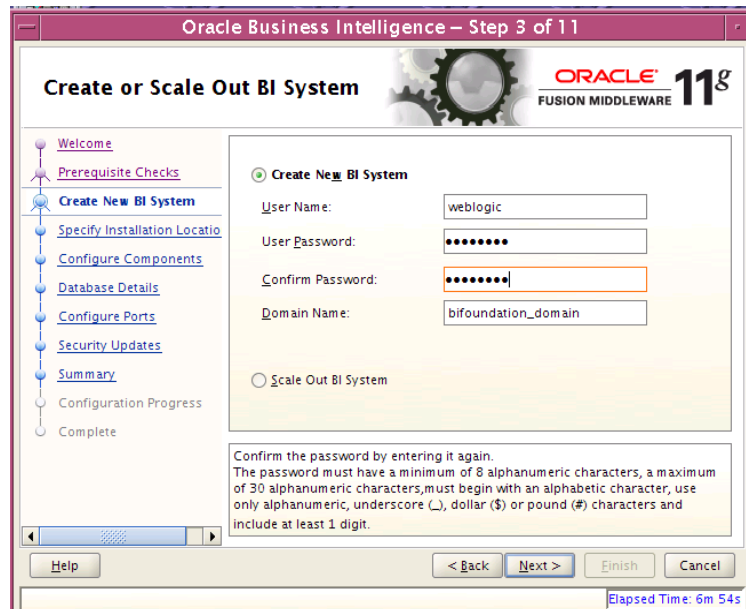 Oracle Business Intelligence – Step 3 of 11
Create or Scale Out BI System
ORACLE
FUSION MIDDLEWARE 11g
Welcome
Prerequisite Checks
Create New BI System
Specify Installation Locatio
Configure Components
Database Details
Configure Ports
Security Updates
Summary
Configuration Progress
Complete
Create New BI System
User Name: weblogic
User Password: ••••••••
Confirm Password: ••••••••
Domain Name: bifoundation_domain
Scale Out BI System
Confirm the password by entering it again.
The password must have a minimum of 8 alphanumeric characters, a maximum
of 30 alphanumeric characters,must begin with an alphabetic character, use
only alphanumeric, underscore (_), dollar ($) or pound (#) characters and
include at least 1 digit.
Help
< Back
Next >
Finish
Cancel
Elapsed Time: 6m 54s